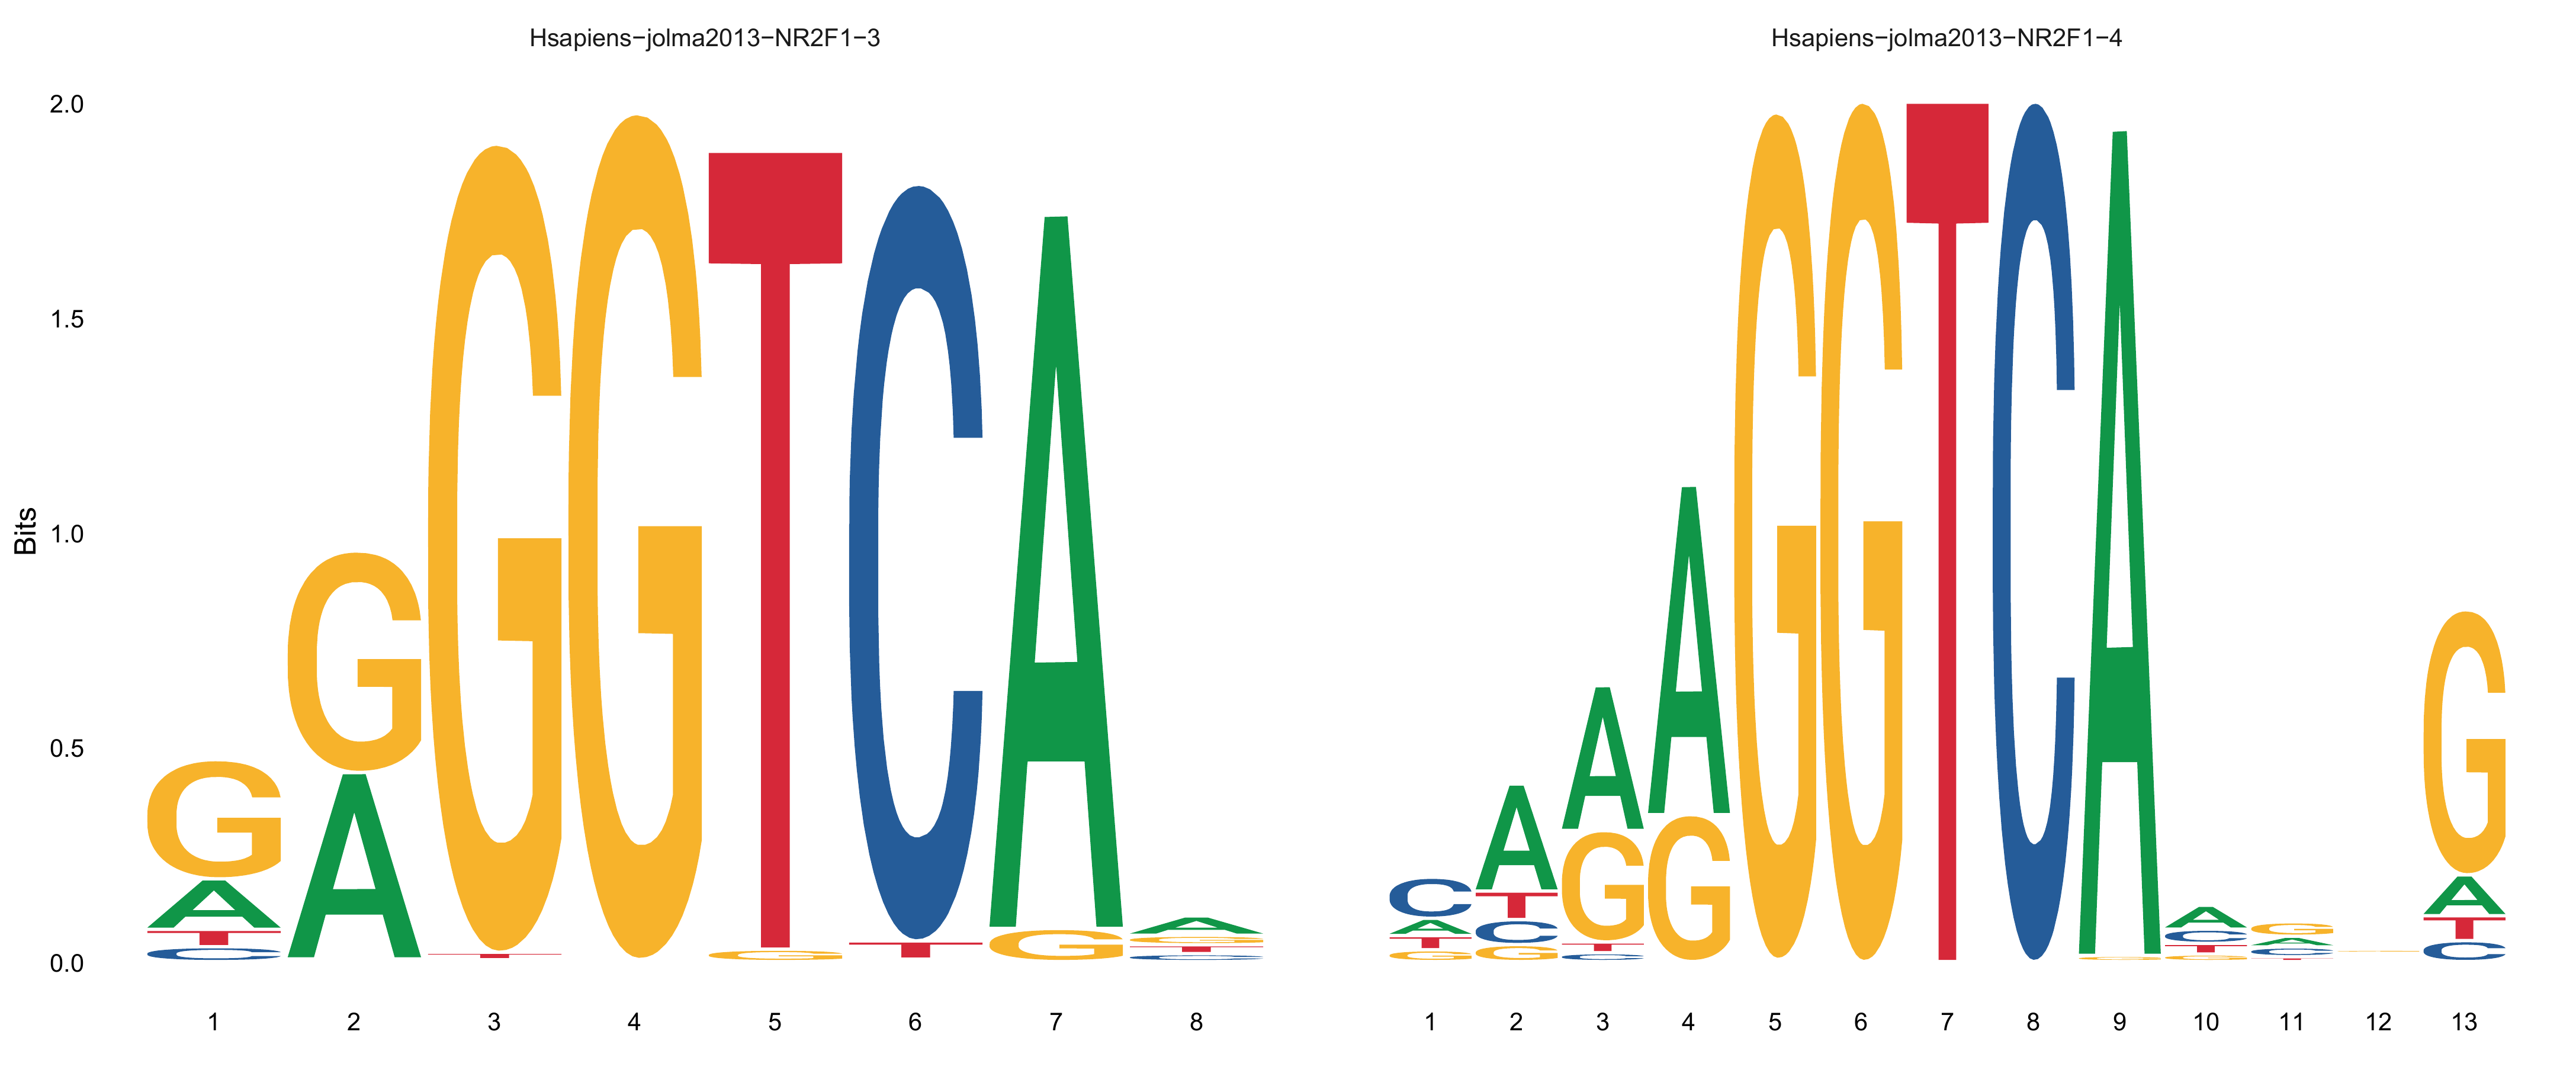 Hsapiens−jolma2013−NR2F1−3
Hsapiens−jolma2013−NR2F1−4
Bits
2.0
1.5
1.0
0.5
0.0
G A T C
G A
G T
G
T G
C T
A G
A G T C
1 2 3 4 5 6 7 8
C A T G
A T C G
A G T C
A G
G
G
T
C
A G
A C T G
G A C T
G A T C
1 2 3 4 5 6 7 8 9 10 11 12 13